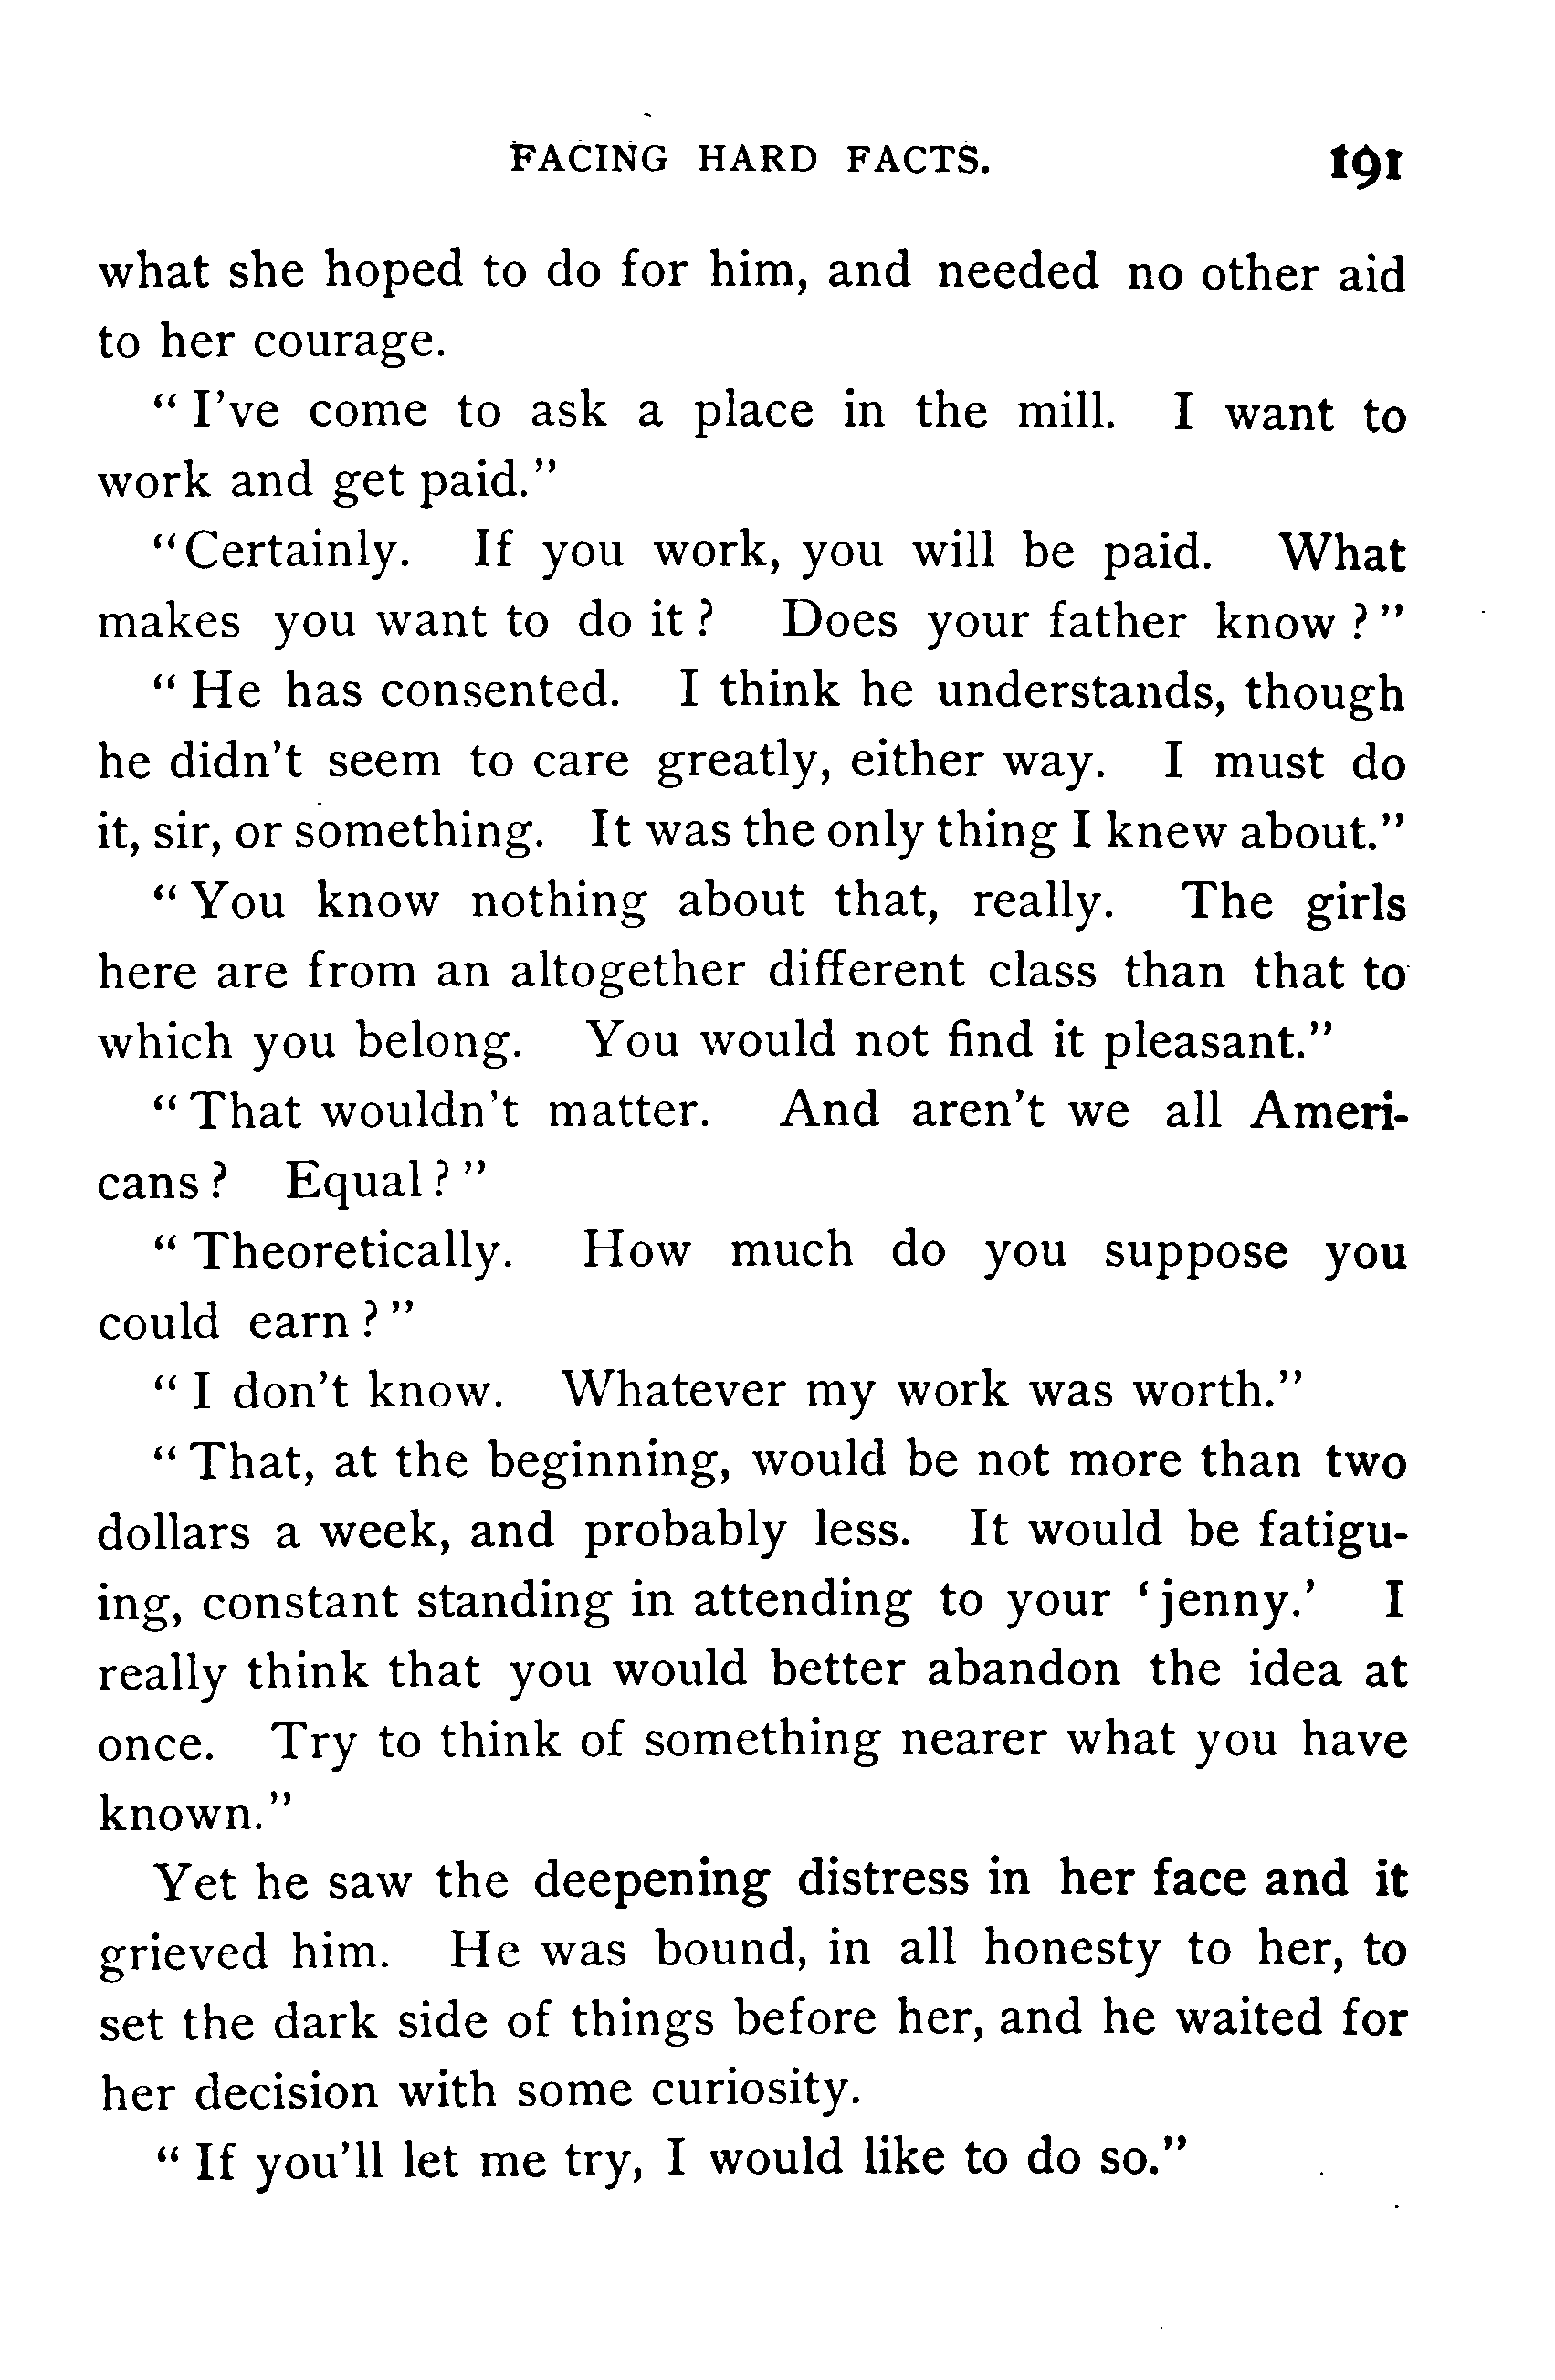 FACING HARD FACTS. 191
what she hoped to do for him, and needed no other aid
to her courage.
"I've come to ask a place in the mill. I want to
work and get paid."
"Certainly. If you work, you will be paid. What
makes you want to do it? Does your father know?"
"He has consented. I think he understands, though
he didn't seem to care greatly, either way. I must do
it, sir, or something. It was the only thing I knew about."
"You know nothing about that, really. The girls
here are from an altogether different class than that to
which you belong. You would not find it pleasant."
"That wouldn't matter. And aren't we all Ameri-
cans? Equal?"
"Theoretically. How much do you suppose you
could earn?"
"I don't know. Whatever my work was worth."
"That, at the beginning, would be not more than two
dollars a week, and probably less. It would be fatigu-
ing, constant standing in attending to your 'jenny.' I
really think that you would better abandon the idea at
once. Try to think of something nearer what you have
known."
Yet he saw the deepening distress in her face and it
grieved him. He was bound, in all honesty to her, to
set the dark side of things before her, and he waited for
her decision with some curiosity.
"If you'll let me try, I would like to do so."